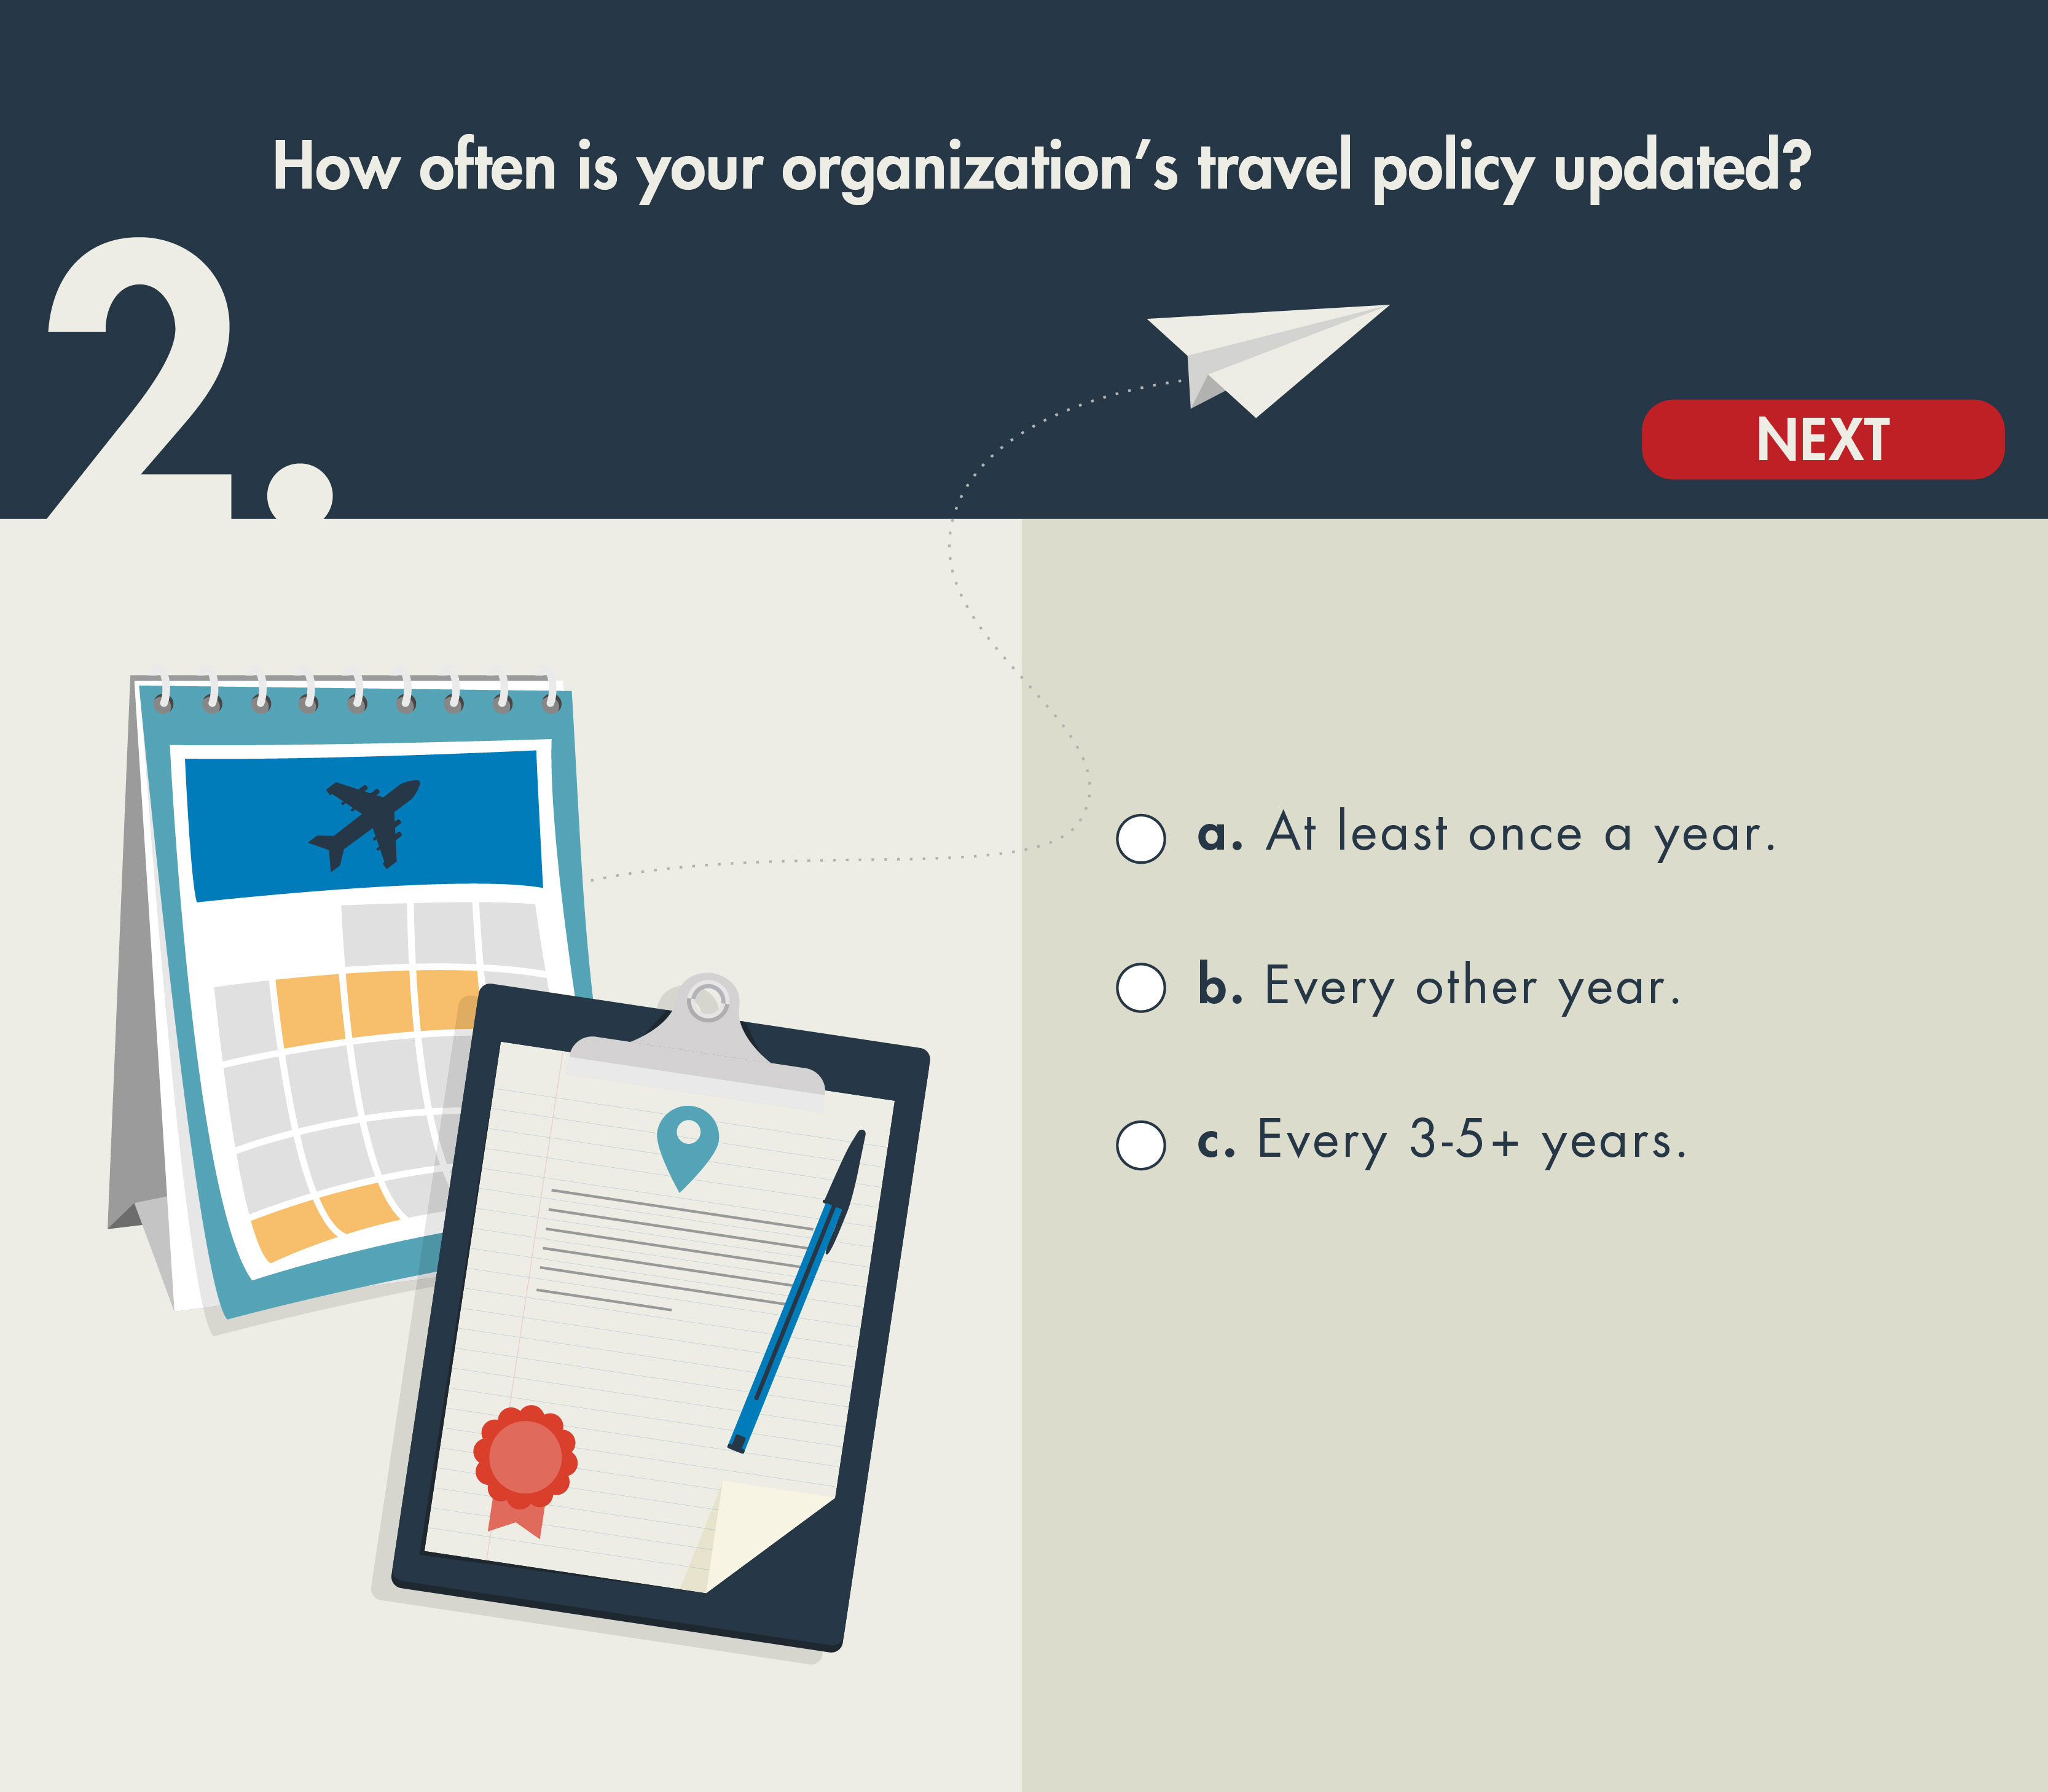 How often is your organization’s travel policy updated?
2.
NEXT
a. At least once a year.
b. Every other year.
c. Every 3-5+ years.